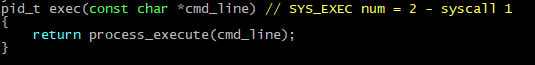 pid_t exec(const char *cmd_line) // SYS_EXEC num = 2 - syscall 1
{
    return process_execute(cmd_line);
}